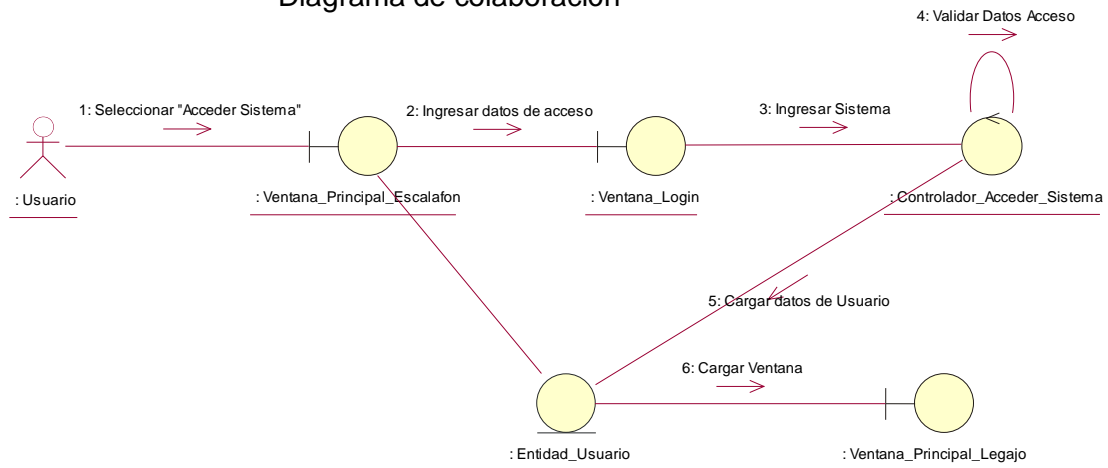 Diagrama de colaboración
4: Validar Datos Acceso
1: Seleccionar "Acceder Sistema"
2: Ingresar datos de acceso
3: Ingresar Sistema
: Usuario
: Ventana_Principal_Escalafon
: Ventana_Login
: Controlador_Acceder_Sistema
5: Cargar datos de Usuario
6: Cargar Ventana
: Entidad_Usuario
: Ventana_Principal_Legajo